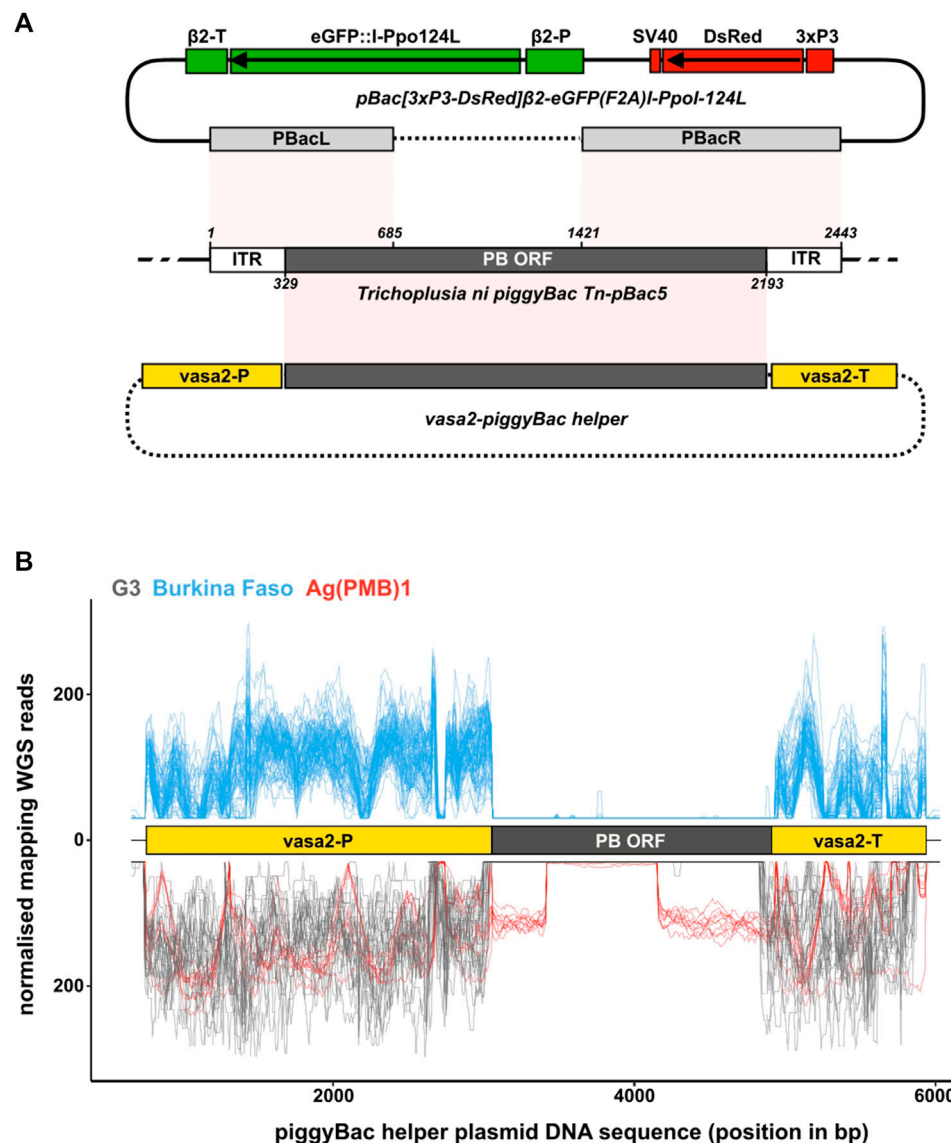 A
β2-T eGFP::I-Ppo124L β2-P SV40 DsRed 3xP3
pBac[3xP3-DsRed]β2-eGFP(F2A)I-PpoI-124L
PBacL PBacR
1 685 1421 2443
ITR PB ORF ITR
329 2193
Trichoplusia ni piggyBac Tn-pBac5
vasa2-P vasa2-T
vasa2-piggyBac helper
B
G3 Burkina Faso Ag(PMB)1
normalised mapping WGS reads
200
0
vasa2-P PB ORF vasa2-T
200
2000 4000 6000
piggyBac helper plasmid DNA sequence (position in bp)